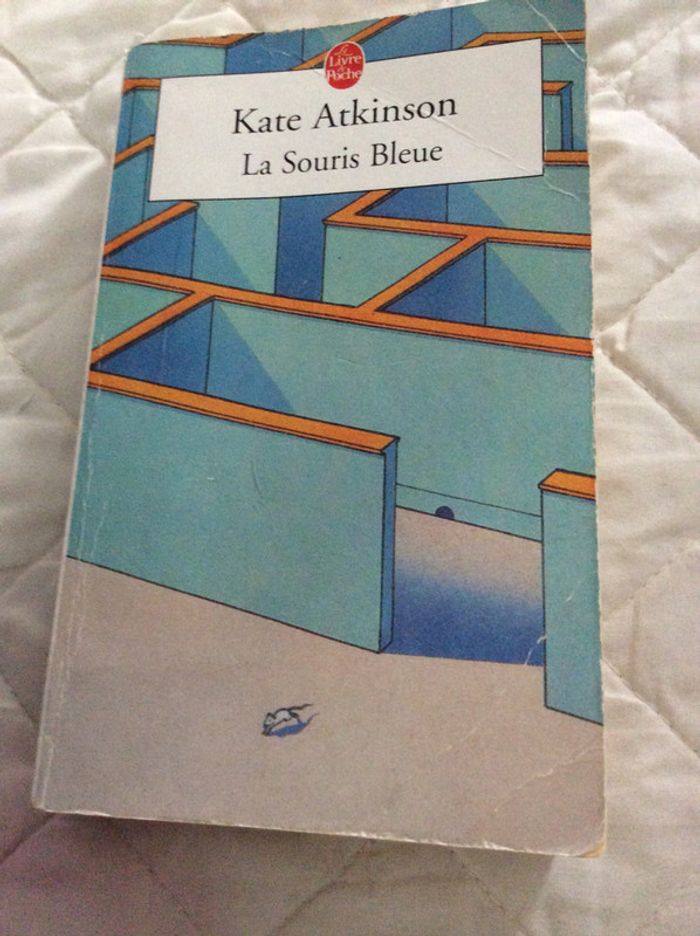 Le
Livre
de
Poche
Kate Atkinson
La Souris Bleue